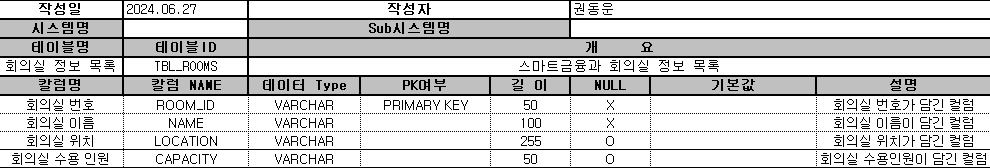 작성일 2024.06.27 작성자 권동운
시스템명 Sub시스템명
테이블명 테이블ID 개 요
회의실 정보 목록 TBL_ROOMS 스마트금융과 회의실 정보 목록
칼럼명 칼럼 NAME 데이터 Type PK여부 길 이 NULL 기본값 설명
회의실 번호 ROOM_ID VARCHAR PRIMARY KEY 50 X 회의실 번호가 담긴 컬럼
회의실 이름 NAME VARCHAR 100 X 회의실 이름이 담긴 컬럼
회의실 위치 LOCATION VARCHAR 255 O 회의실 위치가 담긴 컬럼
회의실 수용 인원 CAPACITY VARCHAR 50 O 회의실 수용인원이 담긴 컬럼